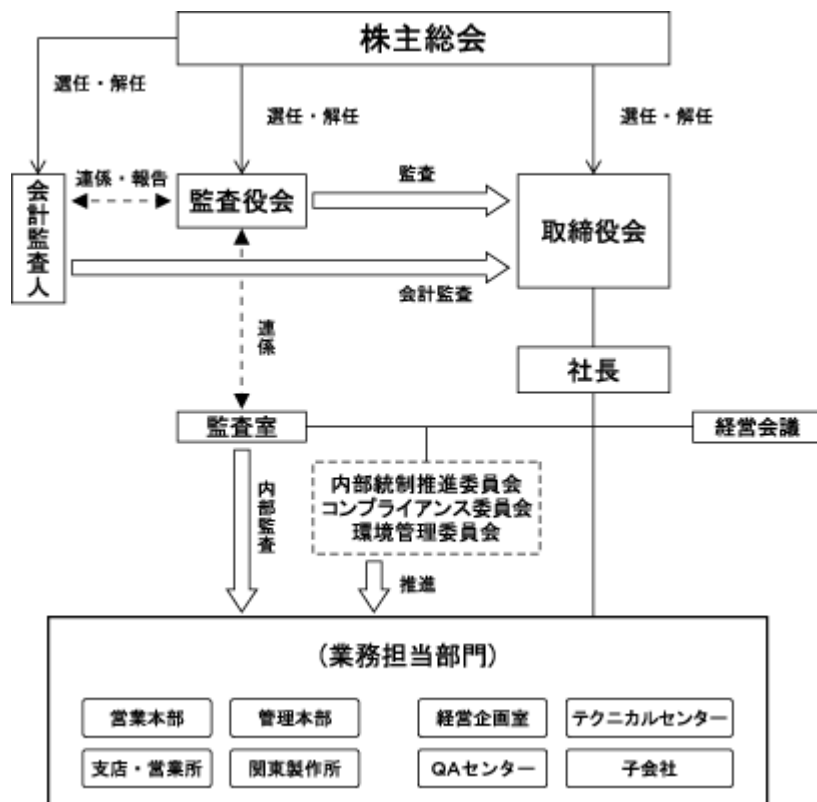 株主総会
選任・解任
選任・解任
選任・解任
会計監査人
連係・報告
監査役会
監査
取締役会
会計監査
連係
社長
監査室
経営会議
内部統制推進委員会
コンプライアンス委員会
環境管理委員会
内部監査
推進
(業務担当部門)
営業本部
管理本部
経営企画室
テクニカルセンター
支店・営業所
関東製作所
QAセンター
子会社